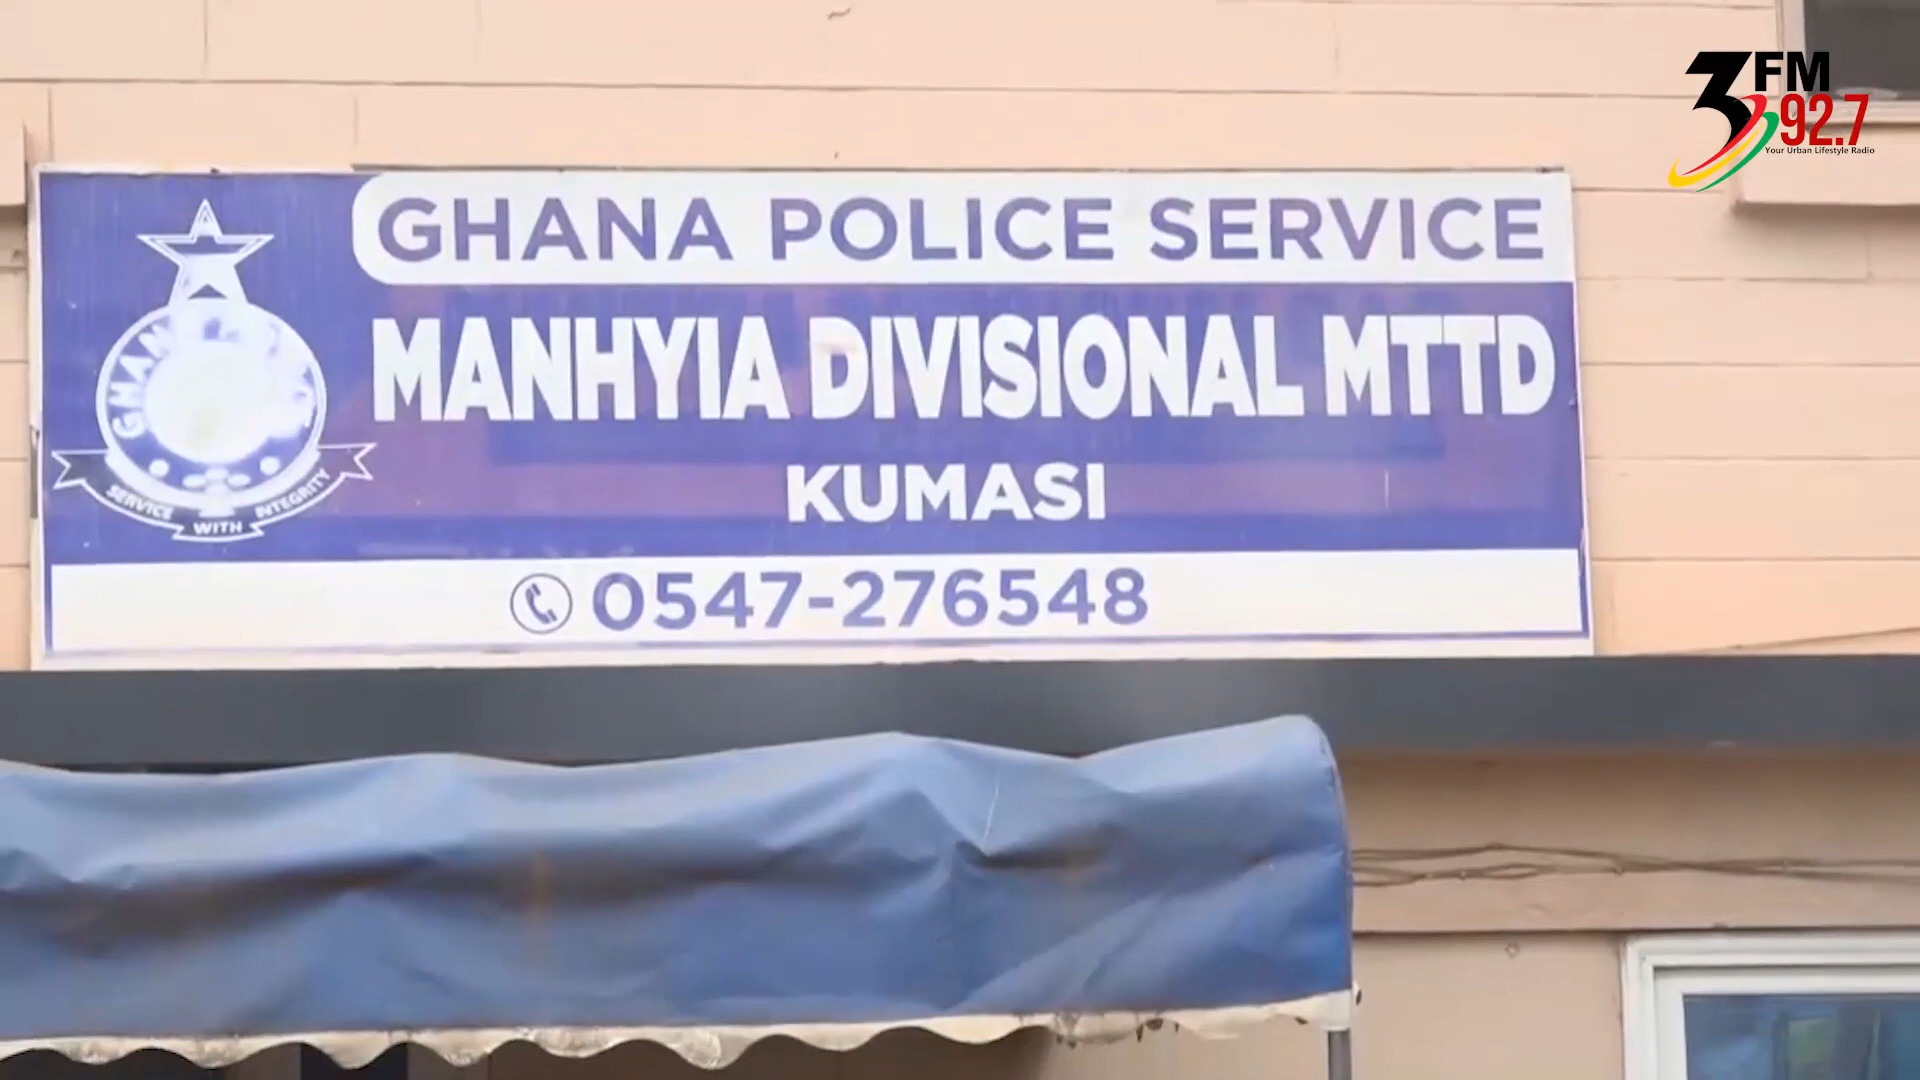 3FM
92.7
Your Urban Lifestyle Radio
GHANA POLICE SERVICE
MANHYIA DIVISIONAL MTTD
KUMASI
0547-276548
SERVICE WITH INTEGRITY